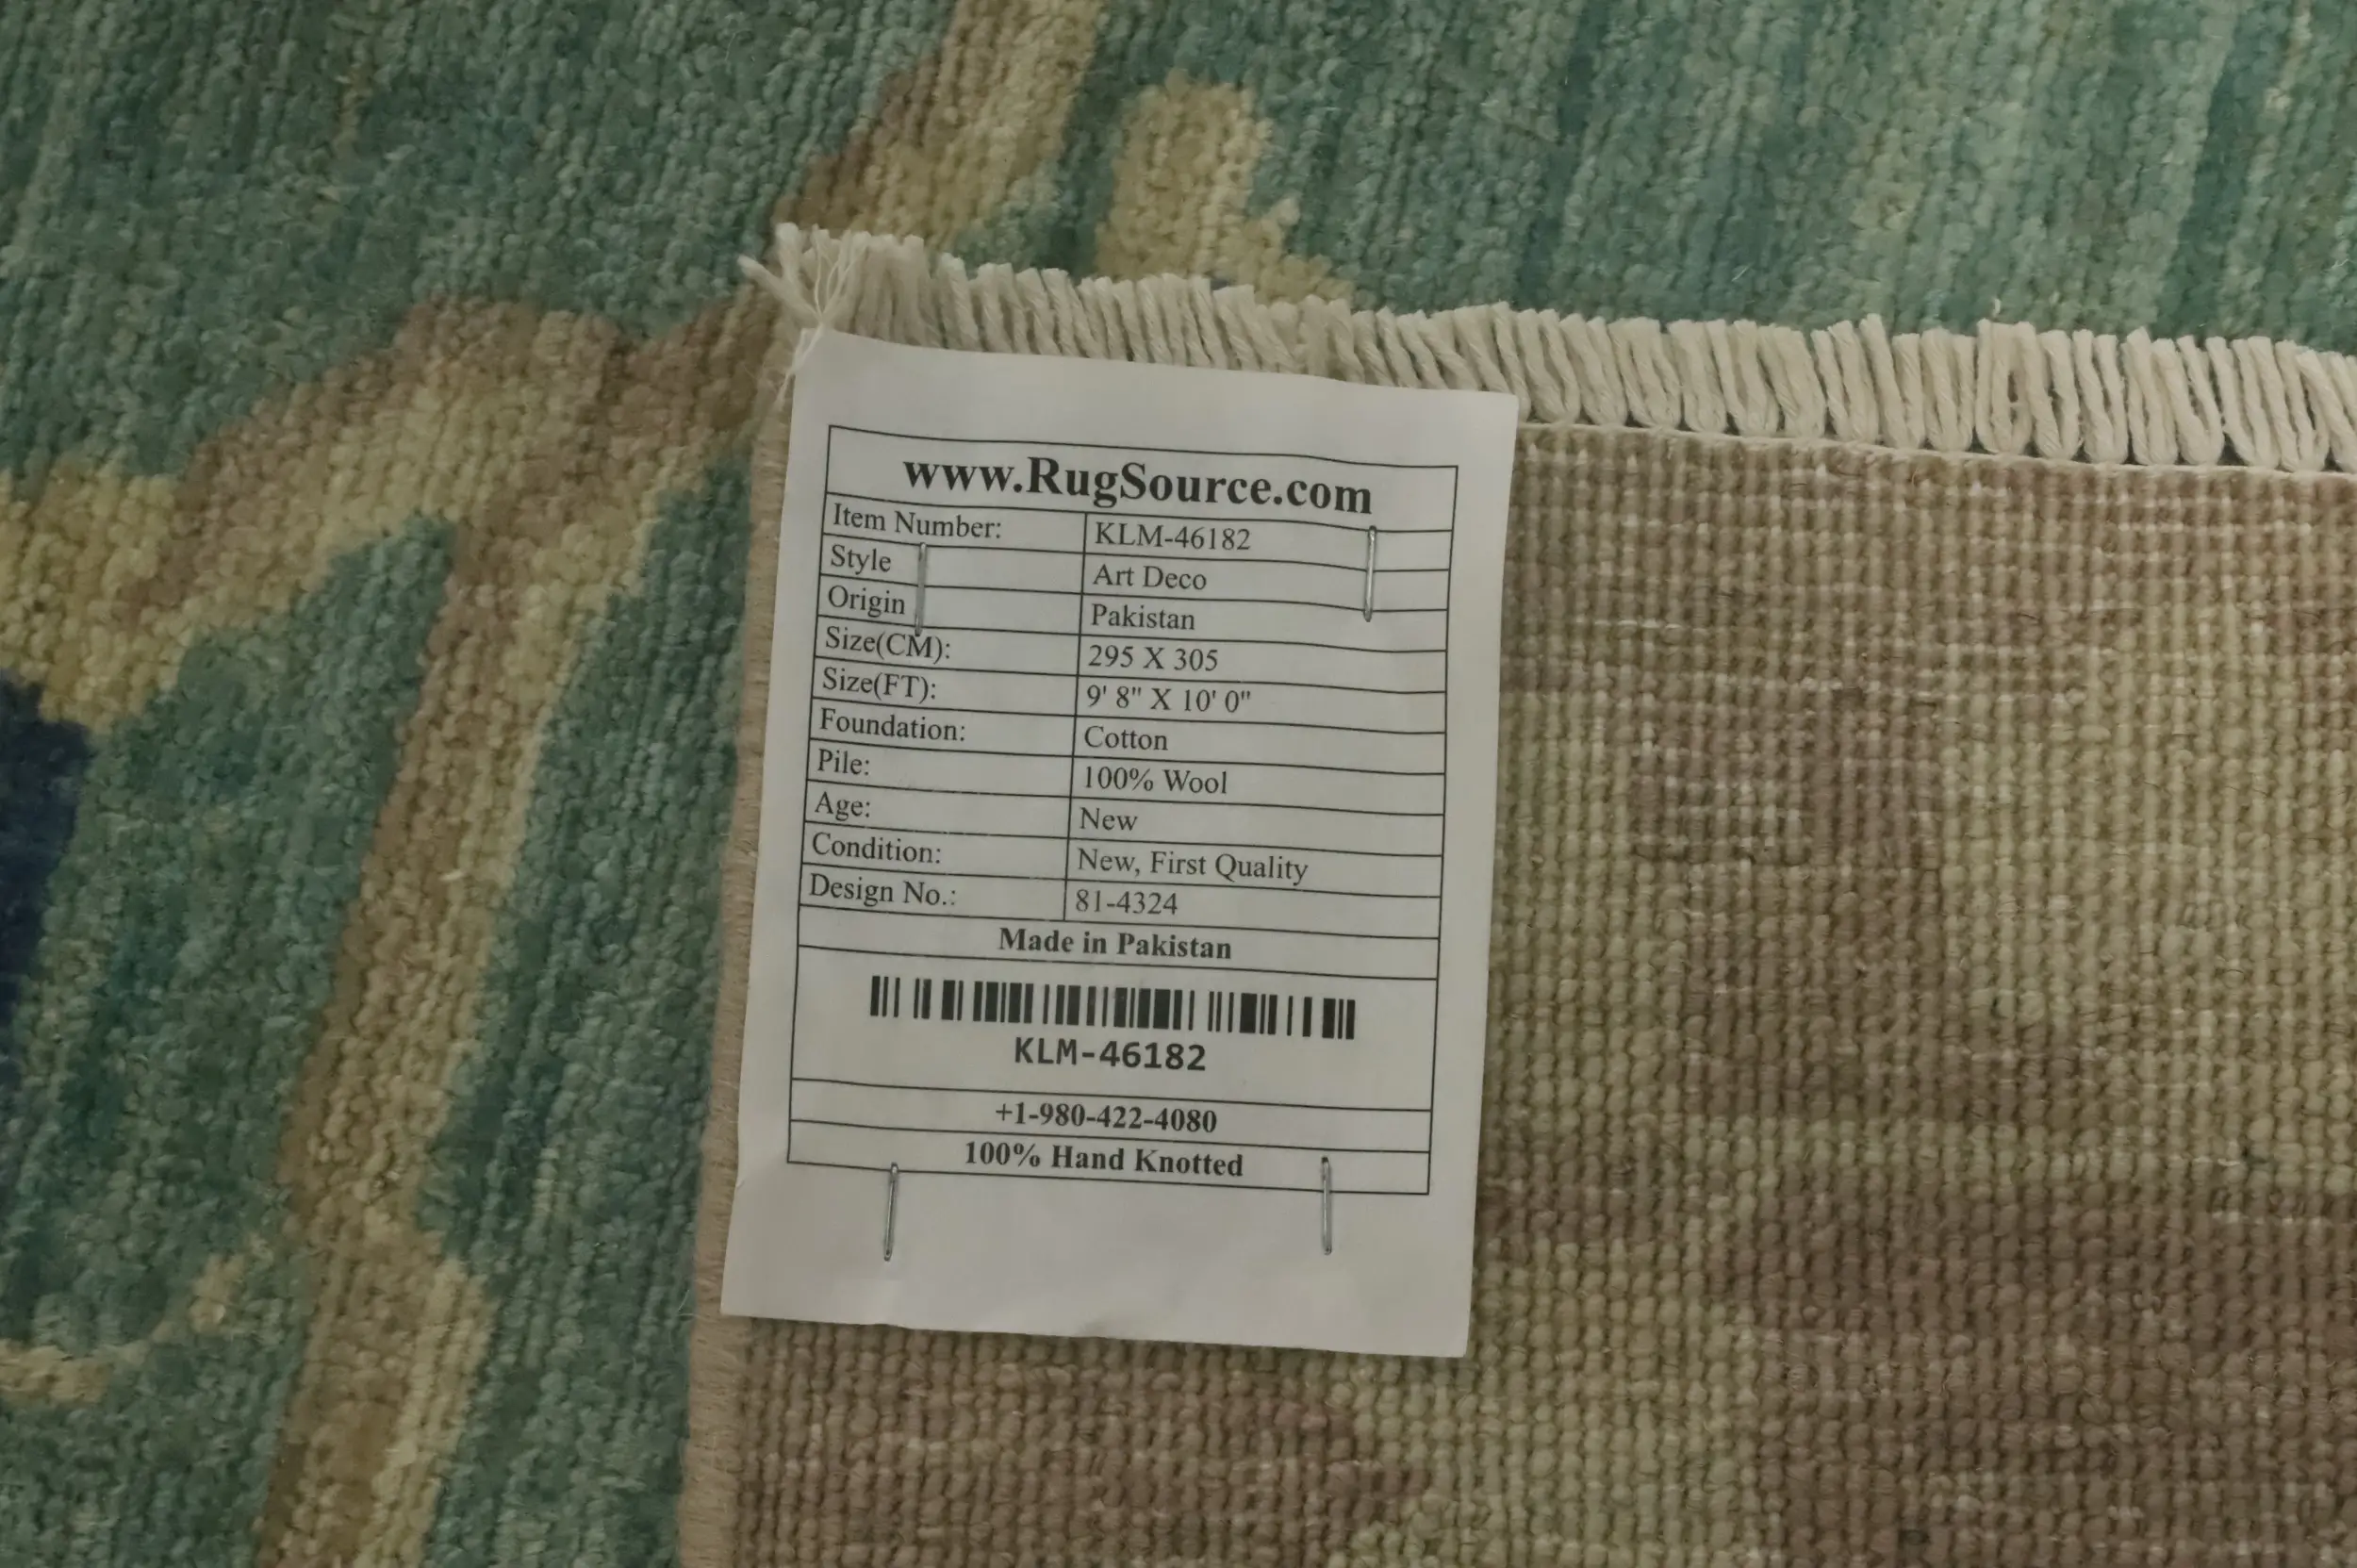 www.RugSource.com
Item Number: KLM-46182
Style Art Deco
Origin Pakistan
Size(CM): 295 X 305
Size(FT): 9' 8" X 10' 0"
Foundation: Cotton
Pile: 100% Wool
Age: New
Condition: New, First Quality
Design No.: 81-4324
Made in Pakistan
KLM-46182
+1-980-422-4080
100% Hand Knotted